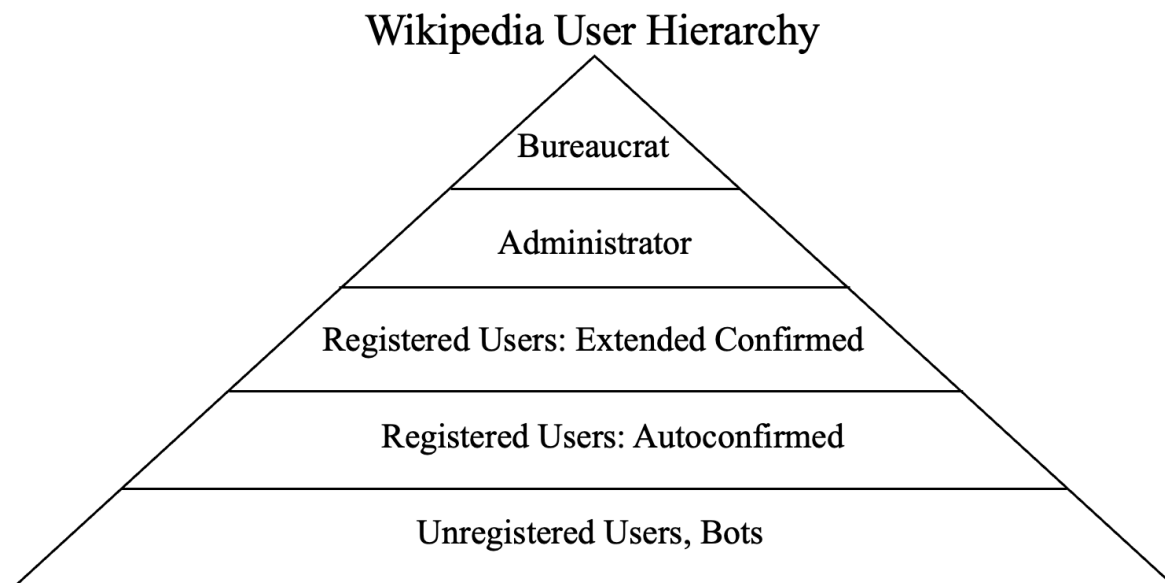 Wikipedia User Hierarchy
Bureaucrat
Administrator
Registered Users: Extended Confirmed
Registered Users: Autoconfirmed
Unregistered Users, Bots